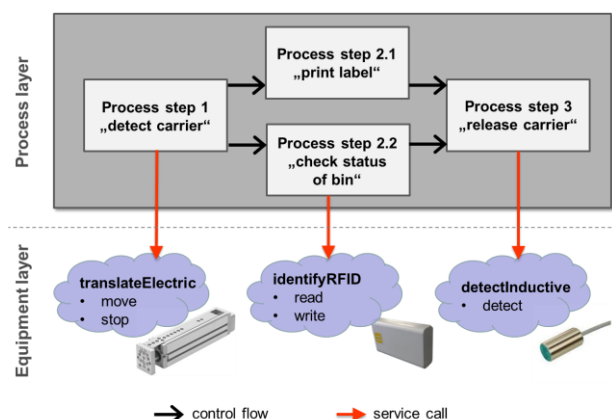 Process layer
Process step 1
„detect carrier“
Process step 2.1
„print label“
Process step 2.2
„check status
of bin“
Process step 3
„release carrier“
Equipment layer
translateElectric
• move
• stop
identifyRFID
• read
• write
detectInductive
• detect
control flow
service call